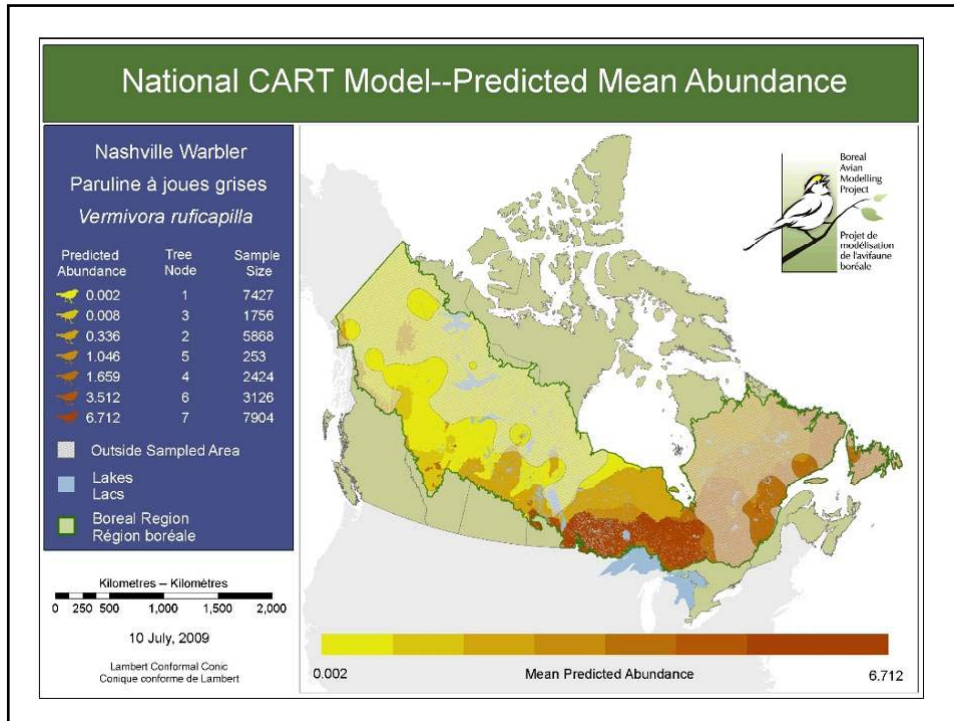 National CART Model--Predicted Mean Abundance
Nashville Warbler
Paruline à joues grises
Vermivora ruficapilla
Predicted Abundance Tree Node Sample Size
0.002 1 7427
0.008 3 1756
0.336 2 5868
1.046 5 253
1.659 4 2424
3.512 6 3126
6.712 7 7904
Outside Sampled Area
Lakes
Lacs
Boreal Region
Région boréale
Kilometres – Kilomètres
0 250 500 1,000 1,500 2,000
10 July, 2009
Lambert Conformal Conic
Conique conforme de Lambert
Boreal
Avian
Modelling
Project
Projet de
modélisation
de l'avifaune
boréale
0.002 Mean Predicted Abundance 6.712